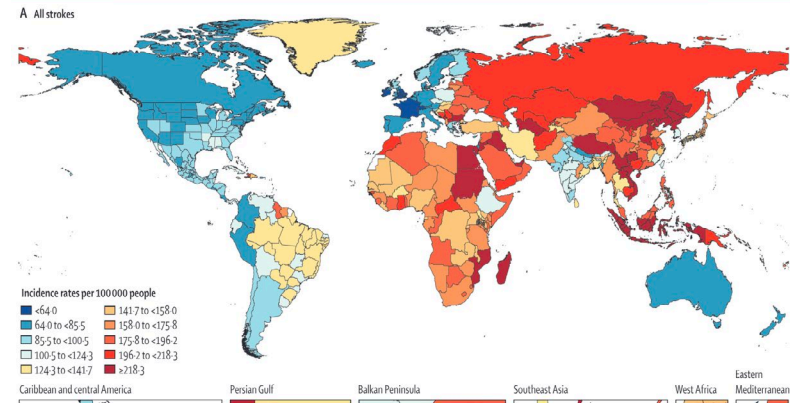 A All strokes
Incidence rates per 100 000 people
<64·0
64·0 to <85·5
85·5 to <100·5
100·5 to <124·3
124·3 to <141·7
141·7 to <158·0
158·0 to <175·8
175·8 to <196·2
196·2 to <218·3
≥218·3
Caribbean and central America
Persian Gulf
Balkan Peninsula
Southeast Asia
West Africa
Eastern
Mediterranean